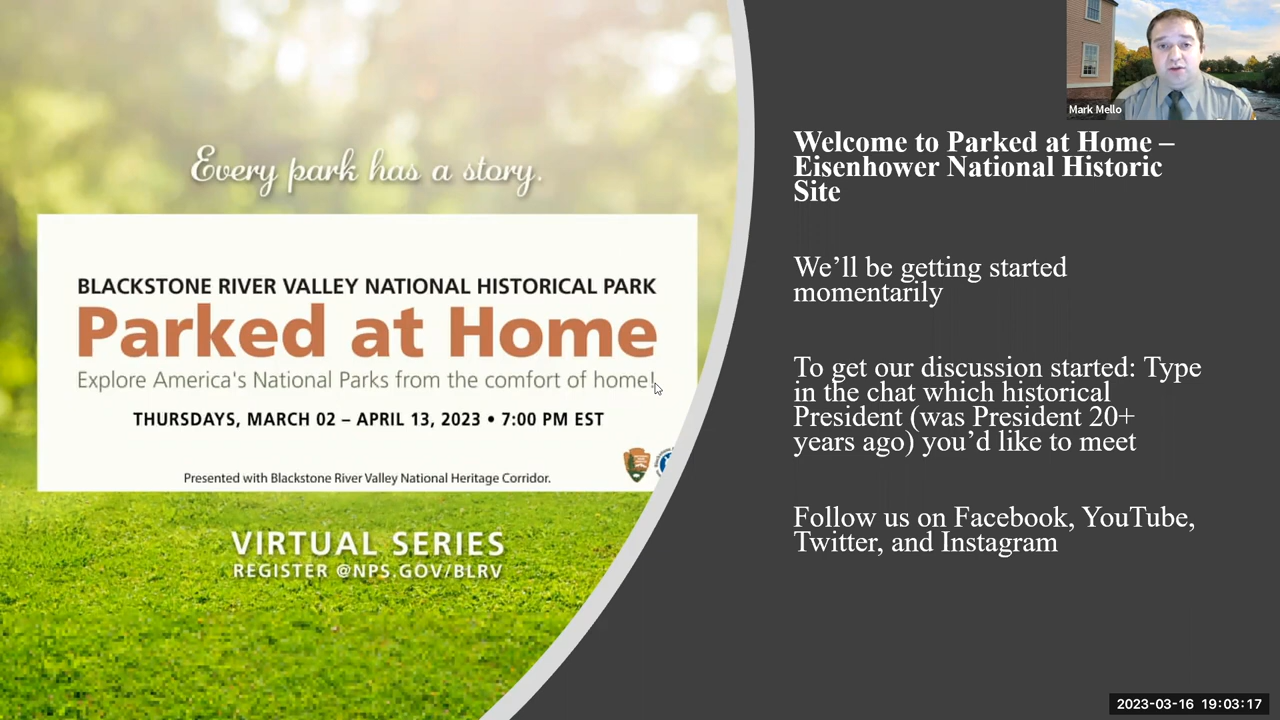 Every park has a story.
BLACKSTONE RIVER VALLEY NATIONAL HISTORICAL PARK
Parked at Home
Explore America's National Parks from the comfort of home!
THURSDAYS, MARCH 02 – APRIL 13, 2023 • 7:00 PM EST
Presented with Blackstone River Valley National Heritage Corridor.
VIRTUAL SERIES
REGISTER @NPS.GOV/BLRV
Mark Mello
Welcome to Parked at Home –
Eisenhower National Historic
Site
We’ll be getting started
momentarily
To get our discussion started: Type
in the chat which historical
President (was President 20+
years ago) you’d like to meet
Follow us on Facebook, YouTube,
Twitter, and Instagram
2023-03-16 19:03:17